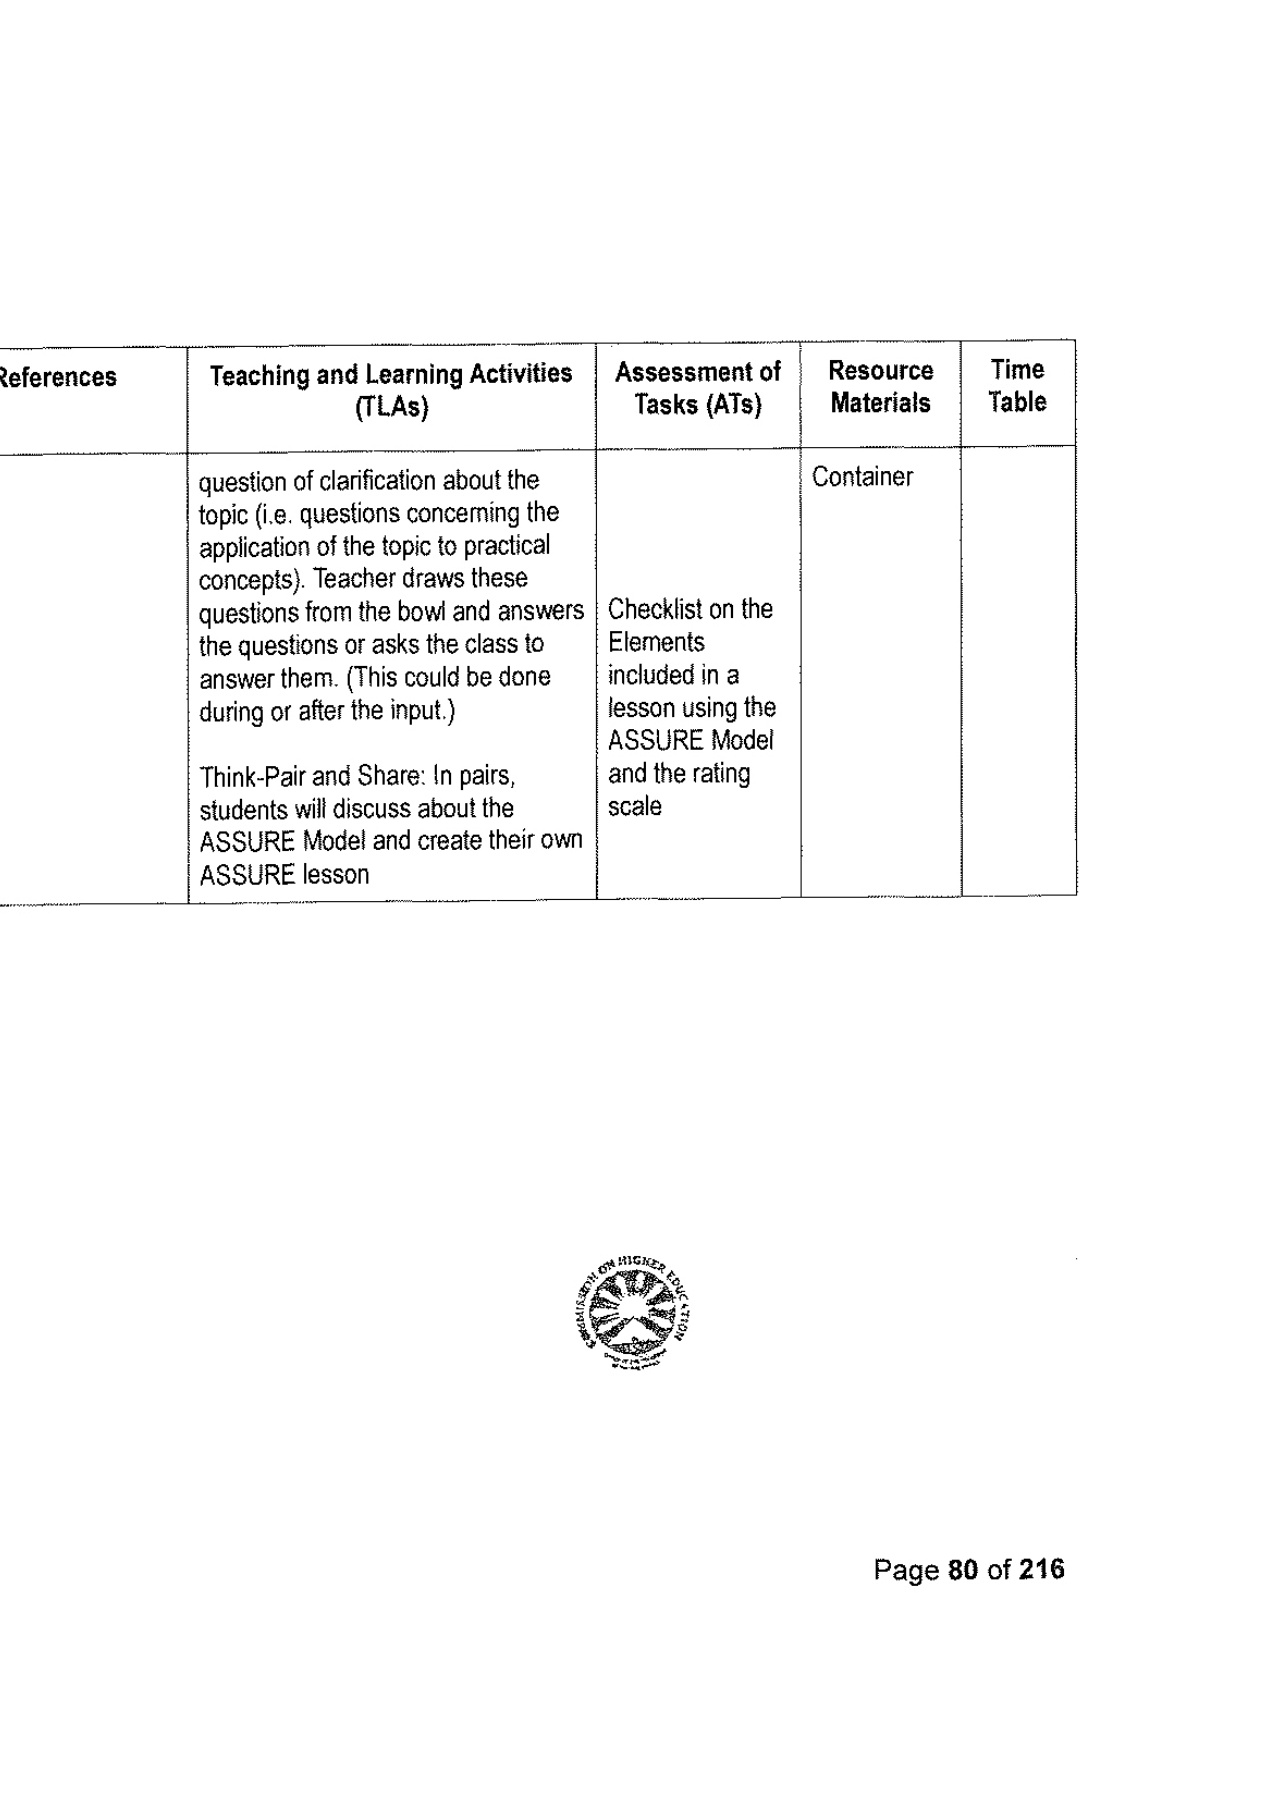 References
Teaching and Learning Activities
(TLAs)
Assessment of
Tasks (ATs)
Resource
Materials
Time
Table
question of clarification about the
topic (i.e. questions concerning the
application of the topic to practical
concepts). Teacher draws these
questions from the bowl and answers
the questions or asks the class to
answer them. (This could be done
during or after the input.)
Think-Pair and Share: In pairs,
students will discuss about the
ASSURE Model and create their own
ASSURE lesson
Checklist on the
Elements
included in a
lesson using the
ASSURE Model
and the rating
scale
Container
COMMISSION ON HIGHER EDUCATION
Page 80 of 216